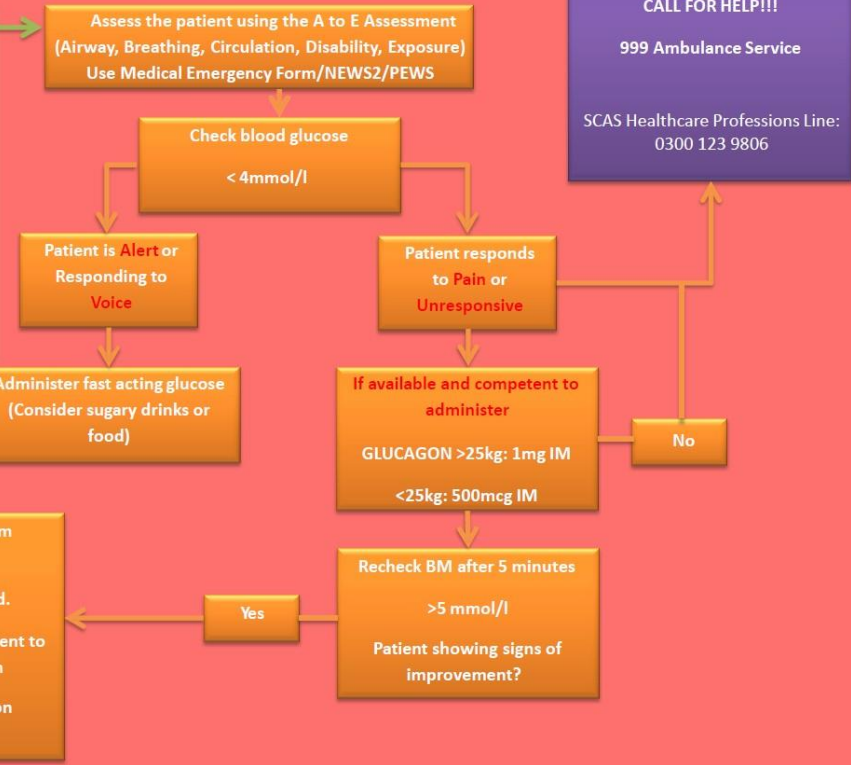 Assess the patient using the A to E Assessment
(Airway, Breathing, Circulation, Disability, Exposure)
Use Medical Emergency Form/NEWS2/PEWS
CALL FOR HELP!!!
999 Ambulance Service
SCAS Healthcare Professions Line:
0300 123 9806
Check blood glucose
< 4mmol/l
Patient is Alert or
Responding to
Voice
Patient responds
to Pain or
Unresponsive
Administer fast acting glucose
(Consider sugary drinks or
food)
If available and competent to
administer
GLUCAGON >25kg: 1mg IM
<25kg: 500mcg IM
No
Recheck BM after 5 minutes
>5 mmol/l
Patient showing signs of
improvement?
Yes
to